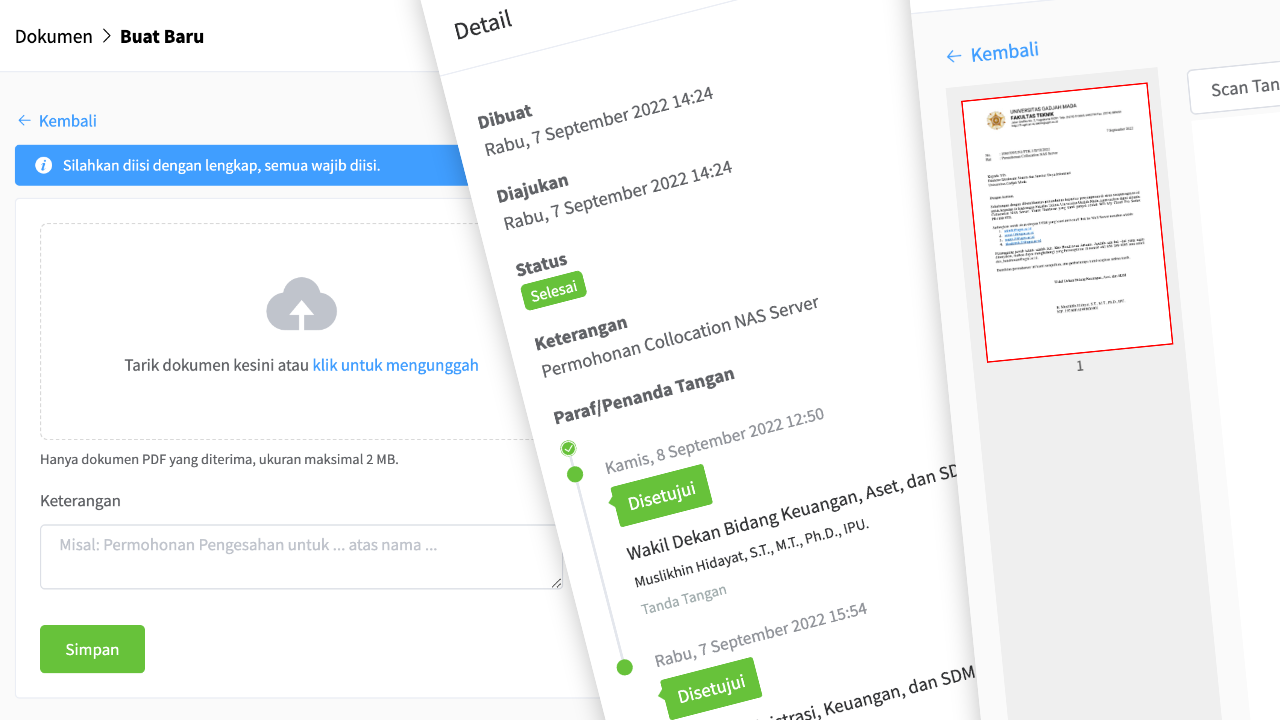 Dokumen > Buat Baru
← Kembali
Silahkan diisi dengan lengkap, semua wajib diisi.
Tarik dokumen kesini atau klik untuk mengunggah
Hanya dokumen PDF yang diterima, ukuran maksimal 2 MB.
Keterangan
Misal: Permohonan Pengesahan untuk ... atas nama ...
Simpan
Detail
Dibuat
Rabu, 7 September 2022 14:24
Diajukan
Rabu, 7 September 2022 14:24
Status
Selesai
Keterangan
Permohonan Collocation NAS Server
Paraf/Penanda Tangan
Kamis, 8 September 2022 12:50
Disetujui
Wakil Dekan Bidang Keuangan, Aset, dan SD
Muslikhin Hidayat, S.T., M.T., Ph.D., IPU.
Tanda Tangan
Rabu, 7 September 2022 15:54
Disetujui
istrasi, Keuangan, dan SDM
← Kembali
Scan Tan
UNIVERSITAS GADJAH MADA
FAKULTAS TEKNIK
7 September 2022
1